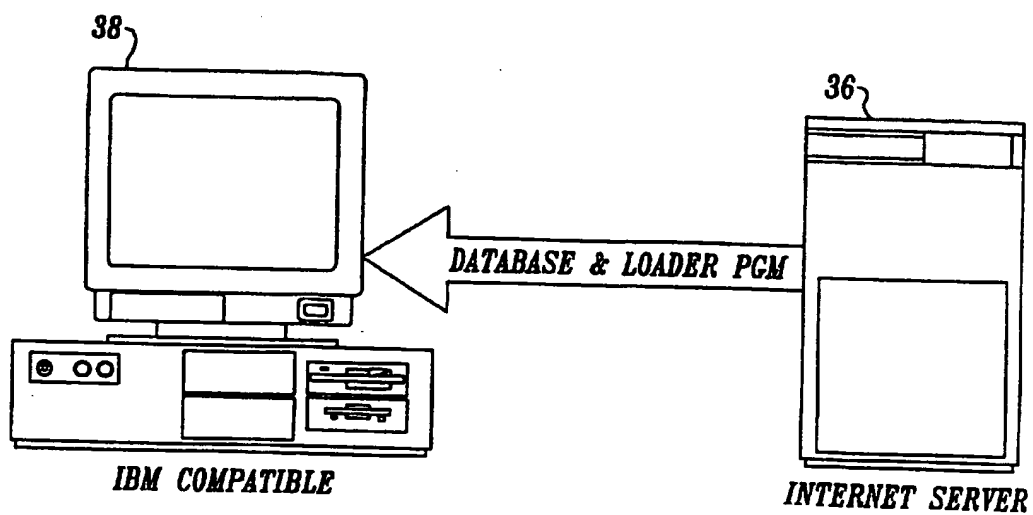 38
36
DATABASE & LOADER PGM
IBM COMPATIBLE
INTERNET SERVER